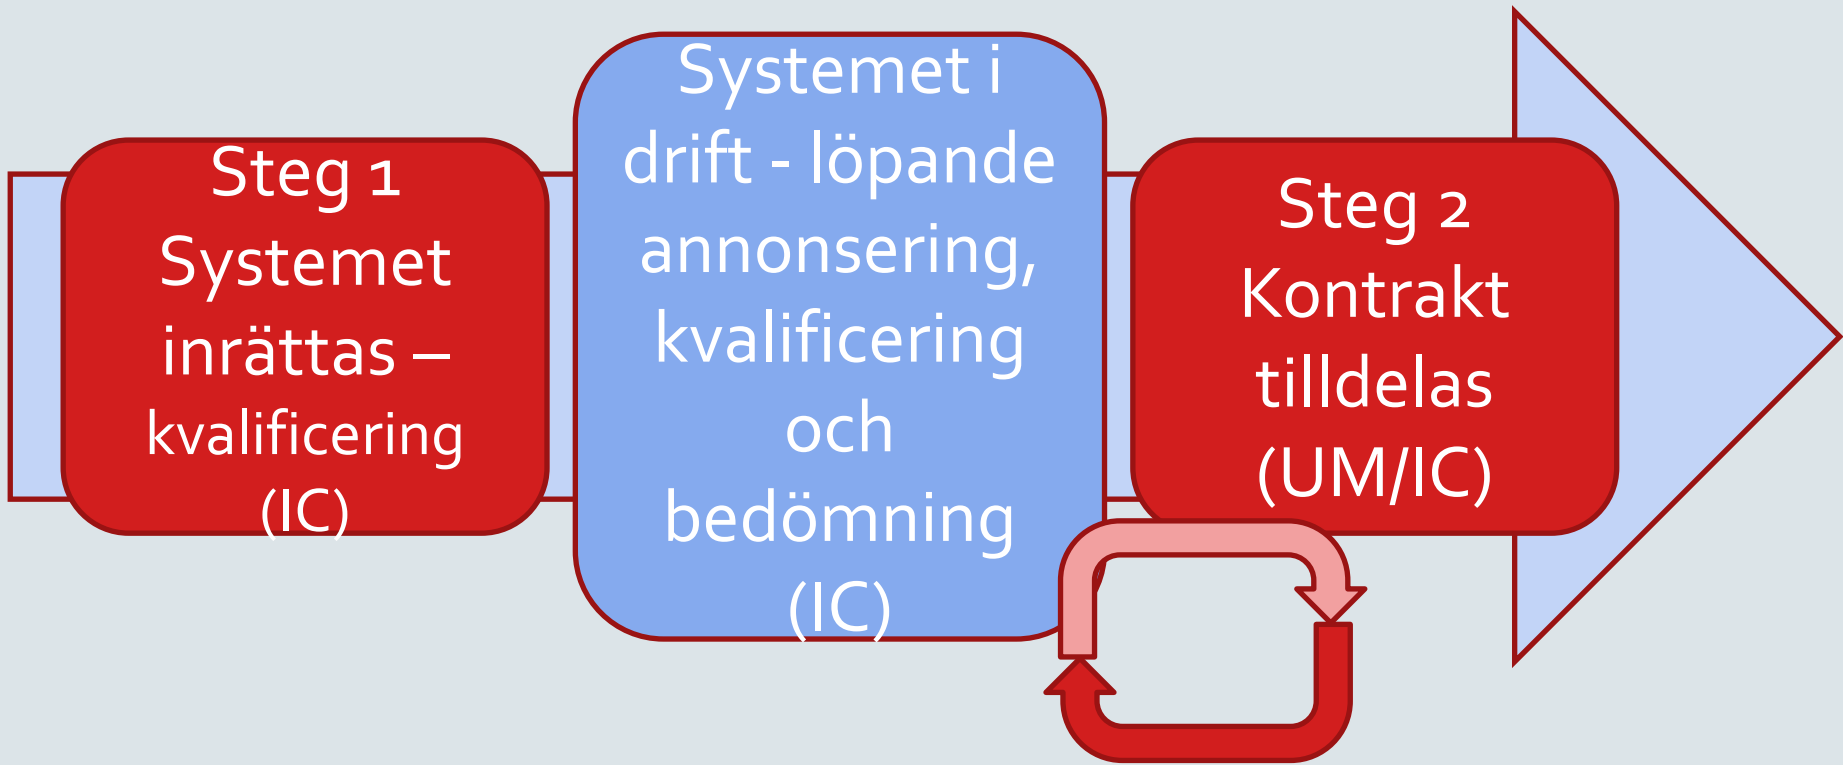 Steg 1
Systemet
inrättas –
kvalificering
(IC)
Systemet i
drift - löpande
annonsering,
kvalificering
och
bedömning
(IC)
Steg 2
Kontrakt
tilldelas
(UM/IC)